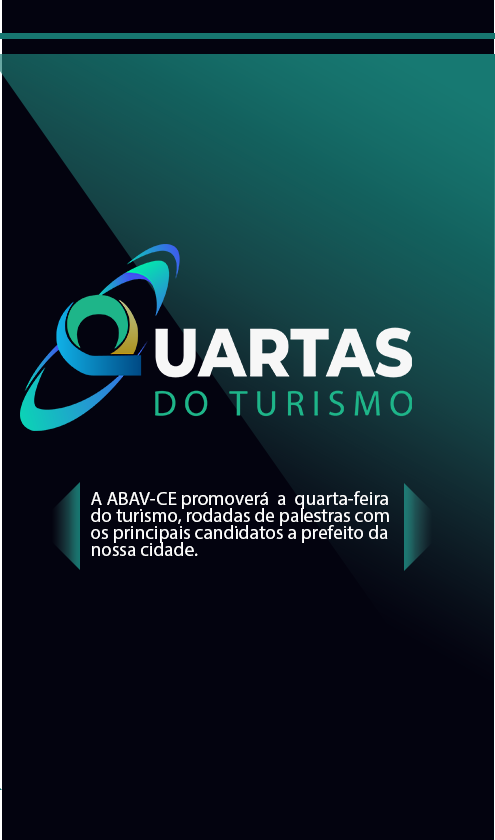 QUARTAS
DO TURISMO
A ABAV-CE promoverá a quarta-feira
do turismo, rodadas de palestras com
os principais candidatos a prefeito da
nossa cidade.